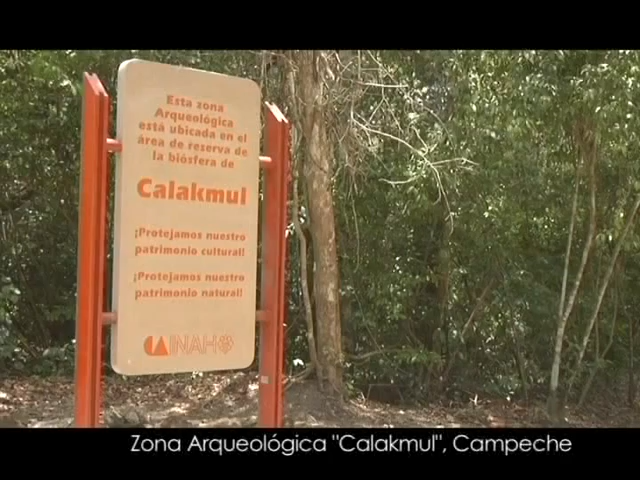 Esta zona
Arqueológica
está ubicada en el
área de reserva de
la biósfera de
Calakmul
¡Protejamos nuestro
patrimonio cultural!
¡Protejamos nuestro
patrimonio natural!
INAH
Zona Arqueológica "Calakmul", Campeche